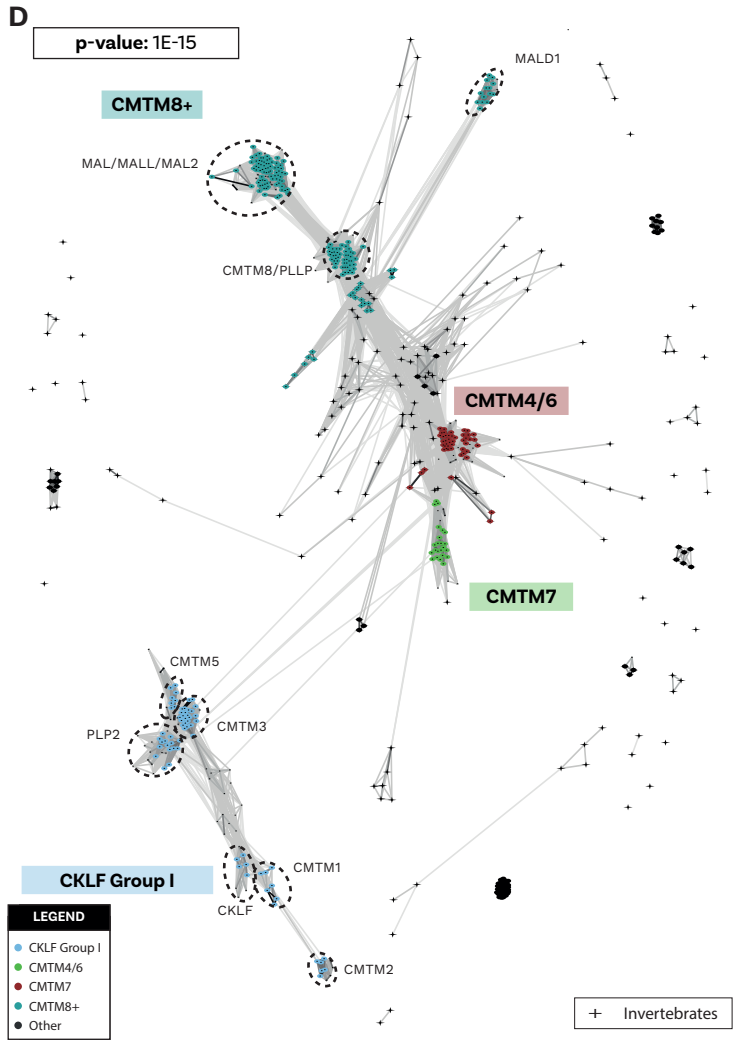 D
p-value: 1E-15
MALD1
CMTM8+
MAL/MALL/MAL2
CMTM8/PLLP
CMTM4/6
CMTM7
CMTM5
CMTM3
PLP2
CMTM1
CKLF Group I
CKLF
CMTM2
LEGEND
CKLF Group I
CMTM4/6
CMTM7
CMTM8+
Other
Invertebrates